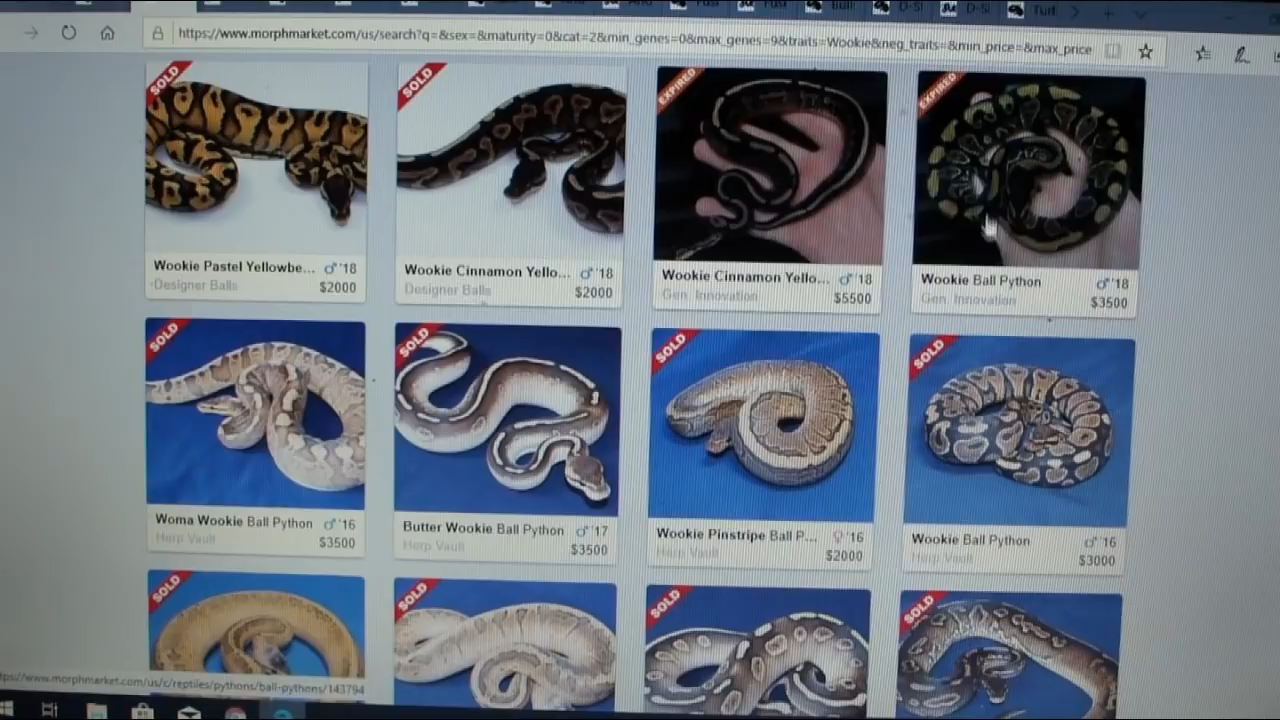 Turt
https://www.morphmarket.com/us/search?q=&sex=&maturity=0&cat=2&min_genes=0&max_genes=9&traits=Wookie&neg_traits=&min_price=&max_price
SOLD
SOLD
EXPIRED
EXPIRED
Wookie Pastel Yellowbe... ♂'18
Designer Balls $2000
Wookie Cinnamon Yello... ♂'18
Designer Balls $2000
Wookie Cinnamon Yello... ♂'18
Gen. Innovation $5500
Wookie Ball Python ♂'18
Gen. Innovation $3500
SOLD
SOLD
SOLD
SOLD
Woma Wookie Ball Python ♂'16
Herp Vault $3500
Butter Wookie Ball Python ♂'17
Herp Vault $3500
Wookie Pinstripe Ball P... ♀'16
Herp Vault $2000
Wookie Ball Python ♂'16
Herp Vault $3000
SOLD
SOLD
SOLD
SOLD
tps://www.morphmarket.com/us/c/reptiles/pythons/ball-pythons/143794